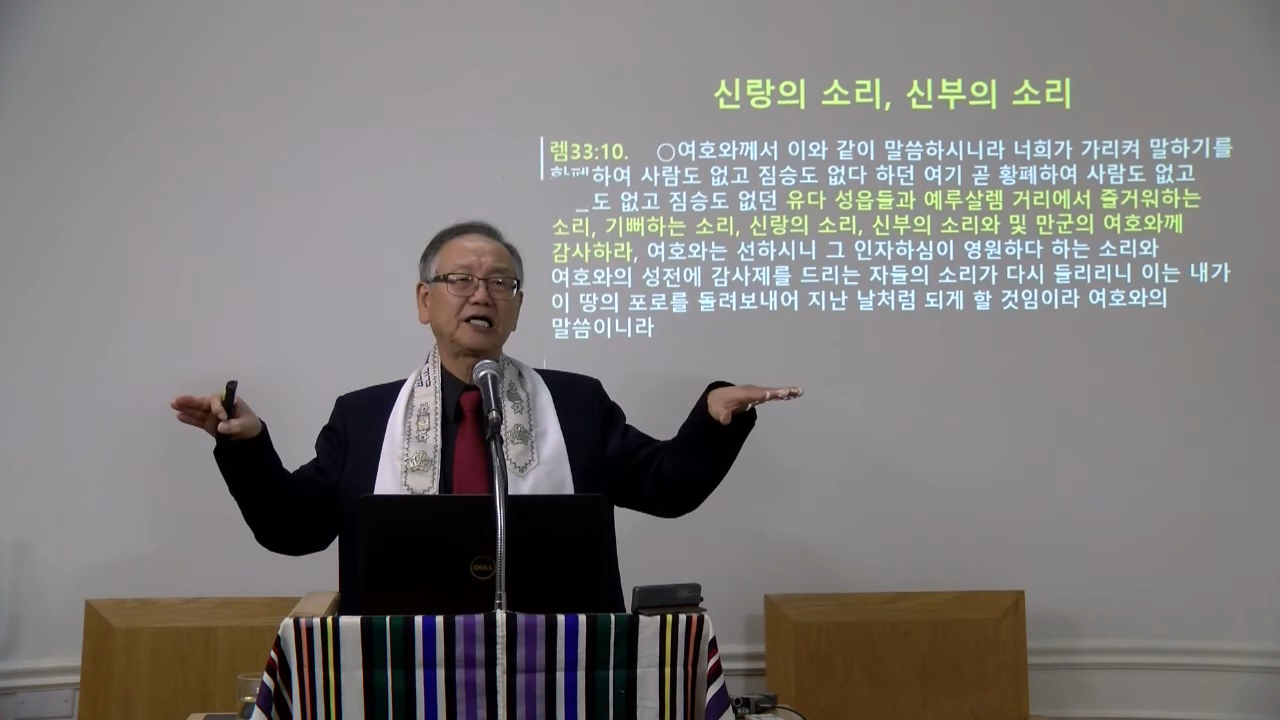 신랑의 소리, 신부의 소리
렘33:10. ○여호와께서 이와 같이 말씀하시니라 너희가 가리켜 말하기를
하여 사람도 없고 짐승도 없다 하던 여기 곧 황폐하여 사람도 없고
도 없고 짐승도 없던 유다 성읍들과 예루살렘 거리에서 즐거워하는
소리, 기뻐하는 소리, 신랑의 소리, 신부의 소리와 및 만군의 여호와께
감사하라, 여호와는 선하시니 그 인자하심이 영원하다 하는 소리와
여호와의 성전에 감사제를 드리는 자들의 소리가 다시 들리리니 이는 내가
이 땅의 포로를 돌려보내어 지난 날처럼 되게 할 것임이라 여호와의
말씀이니라
DELL